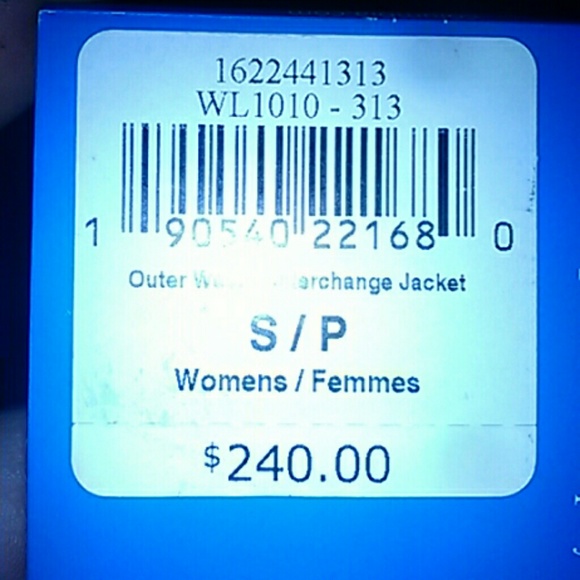 1622441313
WL1010 - 313
1 90540 22168 0
Outer Jacket
S / P
Womens / Femmes
$240.00